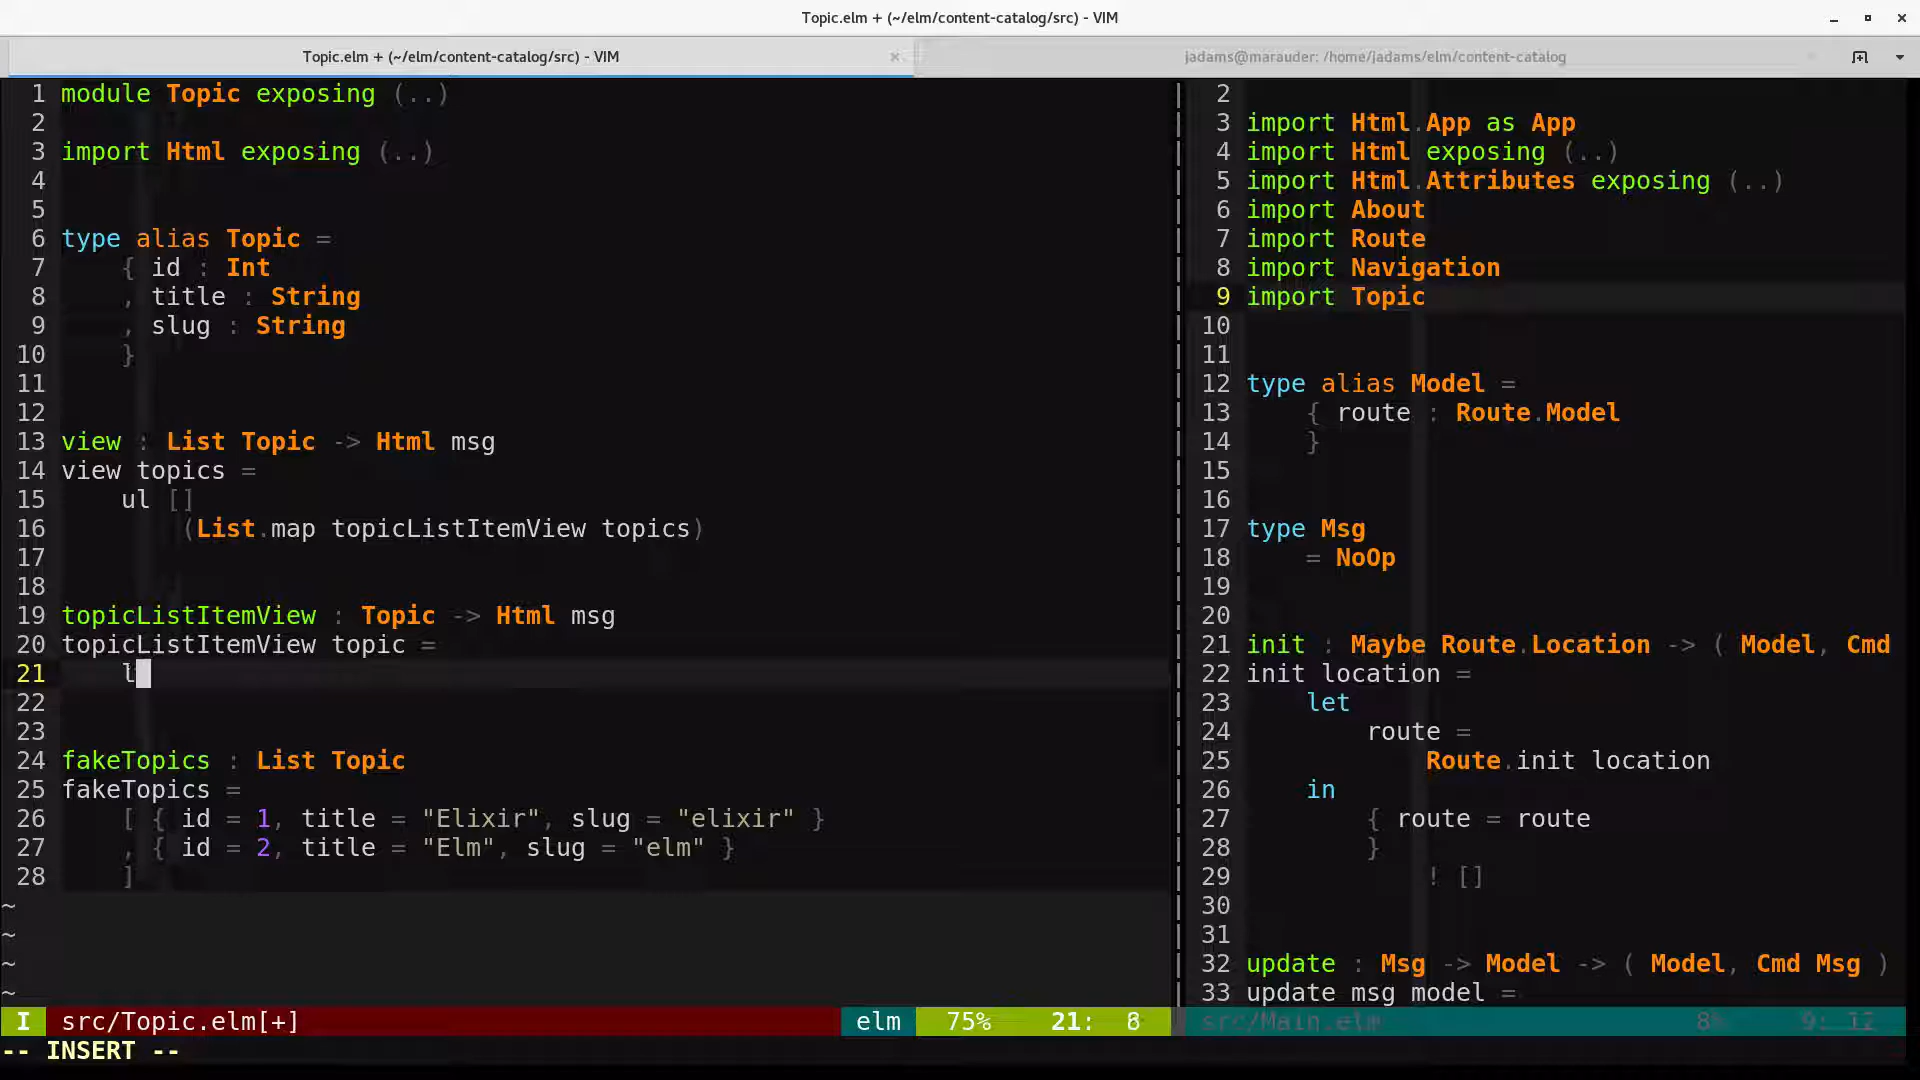 Topic.elm + (~/elm/content-catalog/src) - VIM
Topic.elm + (~/elm/content-catalog/src) - VIM
jadams@marauder: /home/jadams/elm/content-catalog
1 module Topic exposing (..)
2
3 import Html exposing (..)
4
5
6 type alias Topic =
7     { id : Int
8     , title : String
9     , slug : String
10     }
11
12
13 view : List Topic -> Html msg
14 view topics =
15     ul []
16         (List.map topicListItemView topics)
17
18
19 topicListItemView : Topic -> Html msg
20 topicListItemView topic =
21     l
22
23
24 fakeTopics : List Topic
25 fakeTopics =
26     [ { id = 1, title = "Elixir", slug = "elixir" }
27     , { id = 2, title = "Elm", slug = "elm" }
28     ]
~
~
~
~
I src/Topic.elm[+] elm 75% 21: 6
-- INSERT --
2
3 import Html.App as App
4 import Html exposing (..)
5 import Html.Attributes exposing (..)
6 import About
7 import Route
8 import Navigation
9 import Topic
10
11
12 type alias Model =
13     { route : Route.Model
14     }
15
16
17 type Msg
18     = NoOp
19
20
21 init : Maybe Route.Location -> ( Model, Cmd
22 init location =
23     let
24         route =
25             Route.init location
26     in
27         { route = route
28         }
29             ! []
30
31
32 update : Msg -> Model -> ( Model, Cmd Msg )
33 update msg model =
src/Main.elm 8% 9: 12